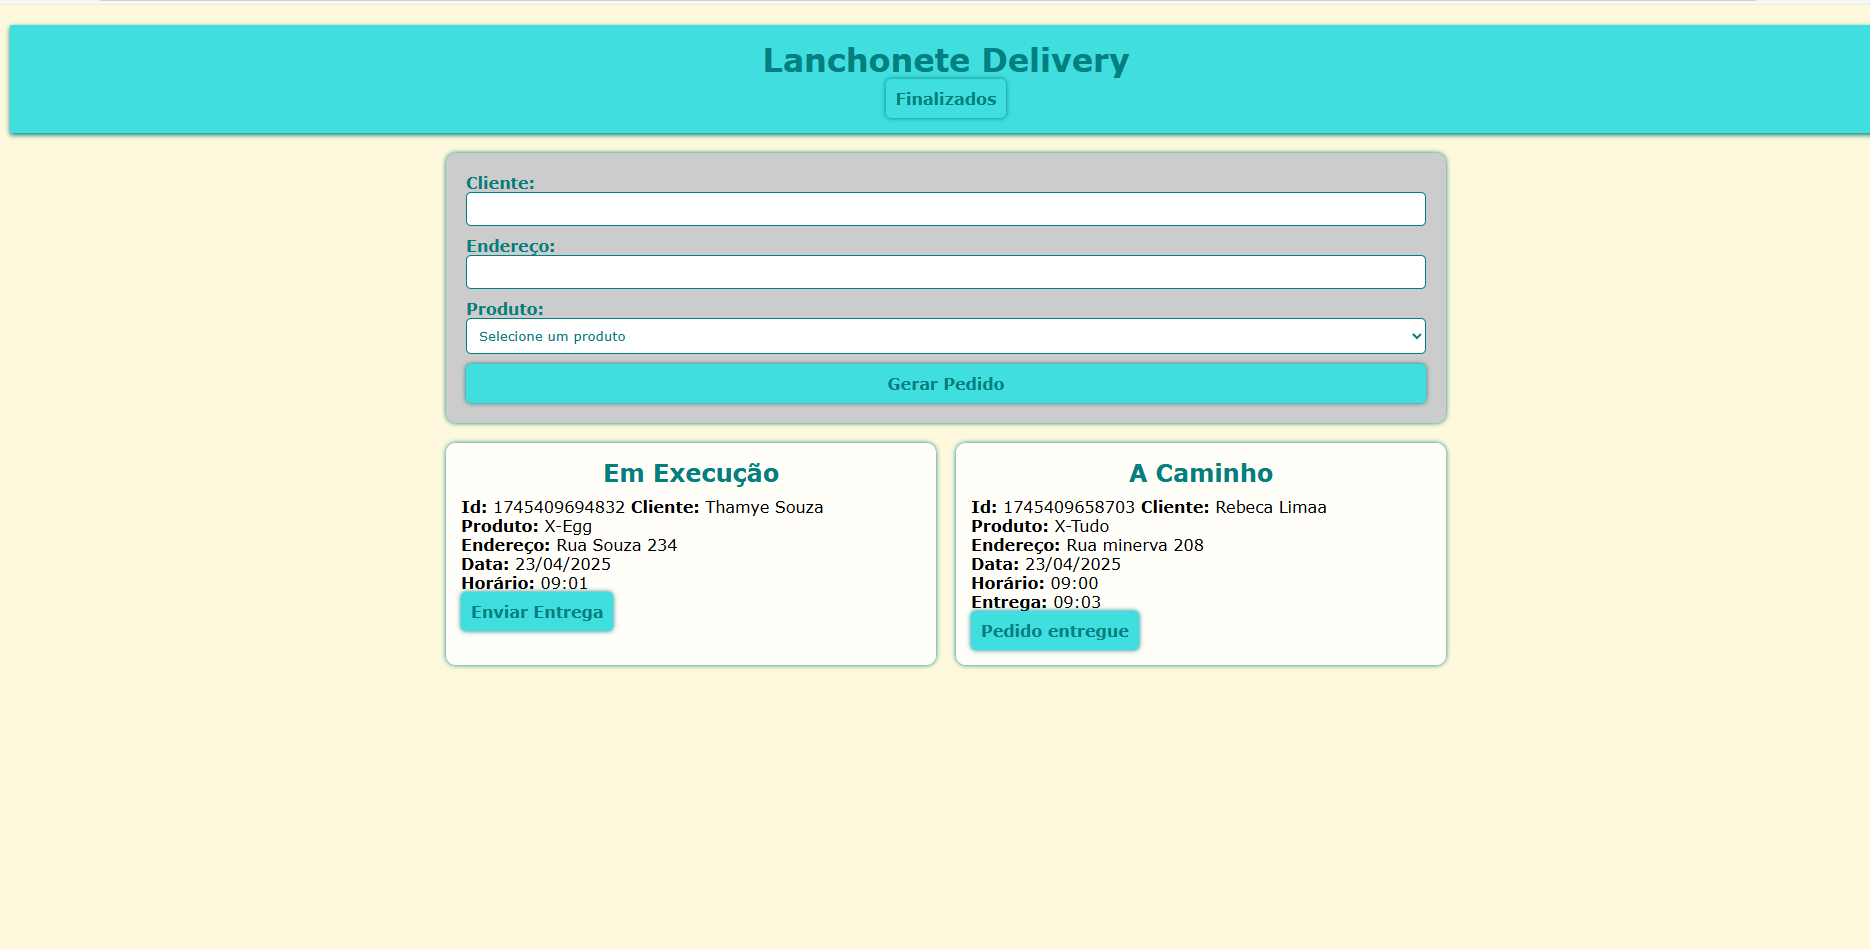 Lanchonete Delivery
Finalizados
Cliente:
Endereço:
Produto:
Selecione um produto
Gerar Pedido
Em Execução
Id: 1745409694832 Cliente: Thamye Souza
Produto: X-Egg
Endereço: Rua Souza 234
Data: 23/04/2025
Horário: 09:01
Enviar Entrega
A Caminho
Id: 1745409658703 Cliente: Rebeca Limaa
Produto: X-Tudo
Endereço: Rua minerva 208
Data: 23/04/2025
Horário: 09:00
Entrega: 09:03
Pedido entregue